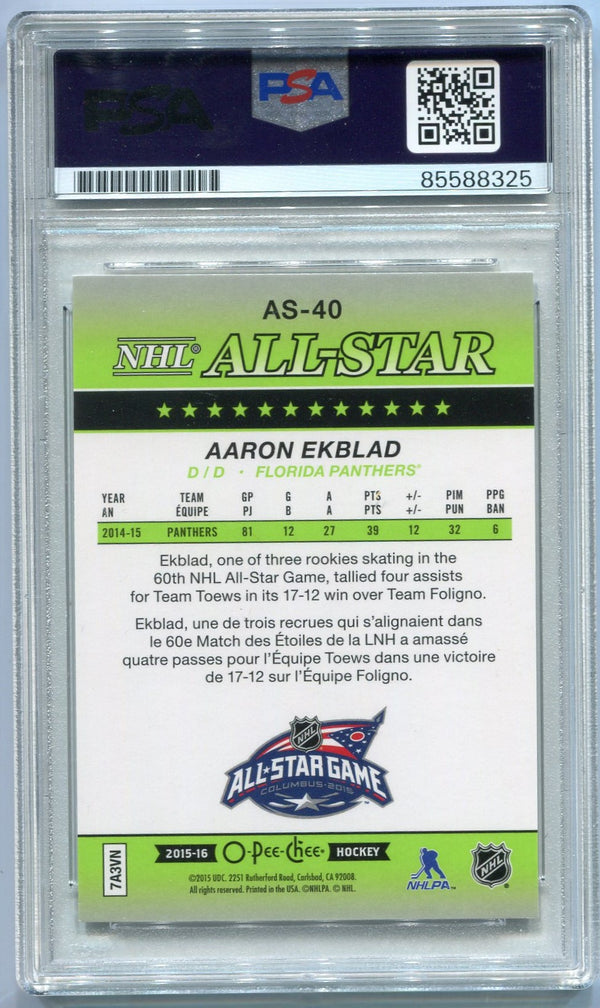 PSA
PSA
85588325
AS-40
NHL® ALL-STAR
AARON EKBLAD
D / D • FLORIDA PANTHERS®
YEAR TEAM GP G A PTS +/- PIM PPG
AN ÉQUIPE PJ B A PTS +/- PUN BAN
2014-15 PANTHERS 81 12 27 39 12 32 6
Ekblad, one of three rookies skating in the
60th NHL All-Star Game, tallied four assists
for Team Toews in its 17-12 win over Team Foligno.
Ekblad, une de trois recrues qui s'alignaient dans
le 60e Match des Étoiles de la LNH a amassé
quatre passes pour l'Équipe Toews dans une victoire
de 17-12 sur l'Équipe Foligno.
NHL
ALL★STAR GAME
COLUMBUS·2015
™
7A3VN
2015-16 O-Pee-Chee® HOCKEY
©2015 UDC. 2251 Rutherford Road, Carlsbad, CA 92008.
All rights reserved. Printed in the USA. ©NHLPA. © NHL.
NHLPA™
NHL®